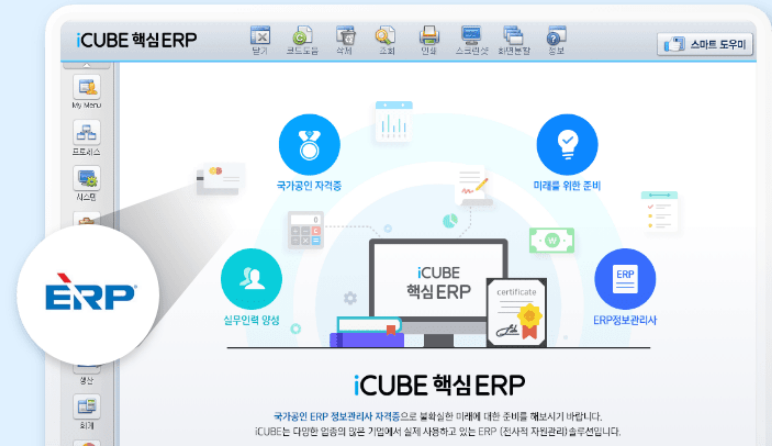 iCUBE 핵심 ERP
닫기 코드도움 삭제 조회 인쇄 스크린샷 화면분할 정보
스마트 도우미
My Menu
프로세스
시스템
국가공인 자격증
미래를 위한 준비
ERP
실무인력 양성
iCUBE
핵심 ERP
certificate
ERP
ERP정보관리사
생산
회계
iCUBE 핵심 ERP
국가공인 ERP 정보관리사 자격증으로 불확실한 미래에 대한 준비를 해보시기 바랍니다.
iCUBE는 다양한 업종의 많은 기업에서 실제 사용하고 있는 ERP (전사적 자원관리) 솔루션입니다.